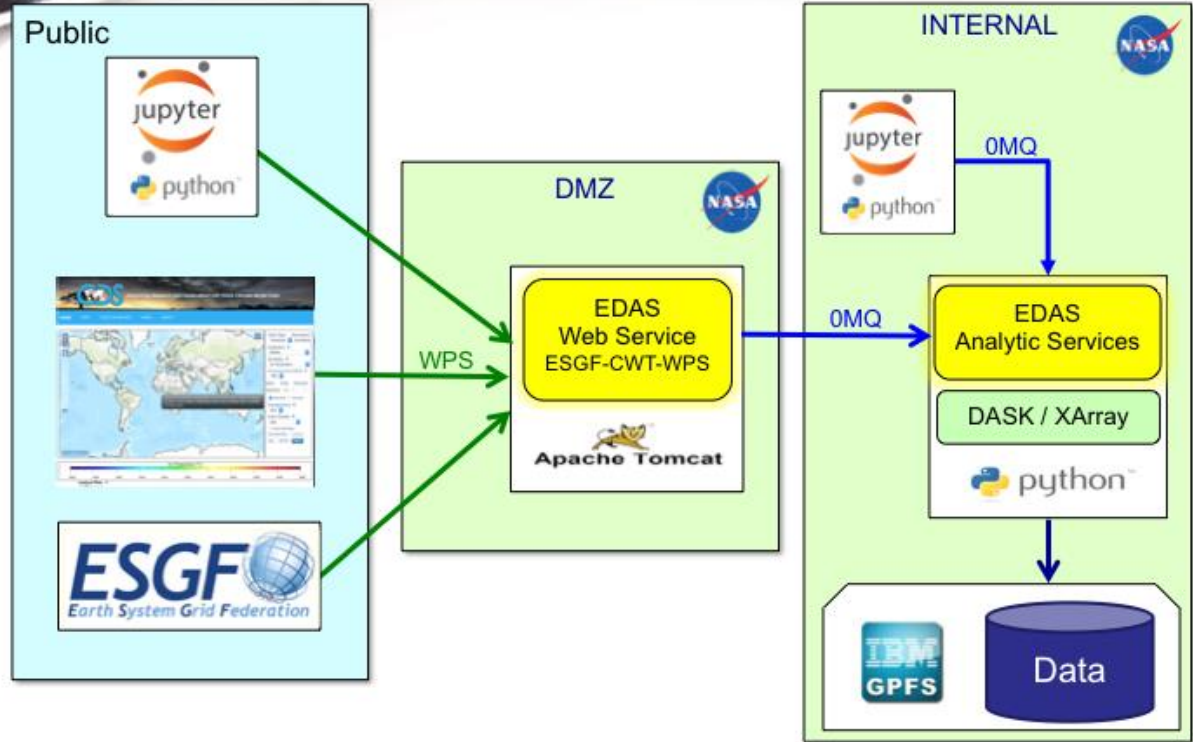 Public
jupyter
python
CDS
WPS
ESGF
Earth System Grid Federation
DMZ
NASA
EDAS
Web Service
ESGF-CWT-WPS
Apache Tomcat
0MQ
INTERNAL
NASA
jupyter
python
0MQ
EDAS
Analytic Services
DASK / XArray
python
IBM
GPFS
Data